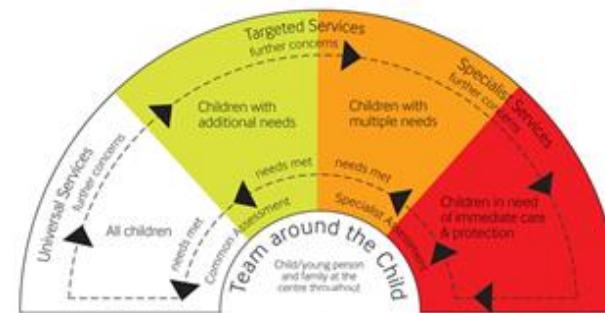 Universal Services
further concerns
All children
needs met
Common Assessment
Targeted Services
further concerns
Children with
additional needs
needs met
Children with
multiple needs
needs met
Specialist Assessment
Specialist Services
further concerns
Children in need
of immediate care
& protection
Team around the Child
Child/young person
and family at the
centre throughout